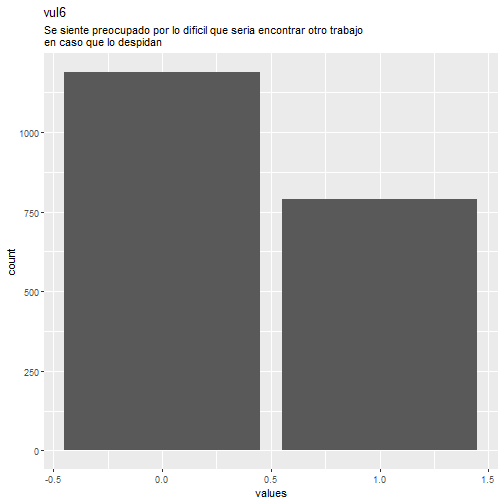 vul6
Se siente preocupado por lo dificil que seria encontrar otro trabajo
en caso que lo despidan
1000
750
500
250
0
count
-0.5 0.0 0.5 1.0 1.5
values